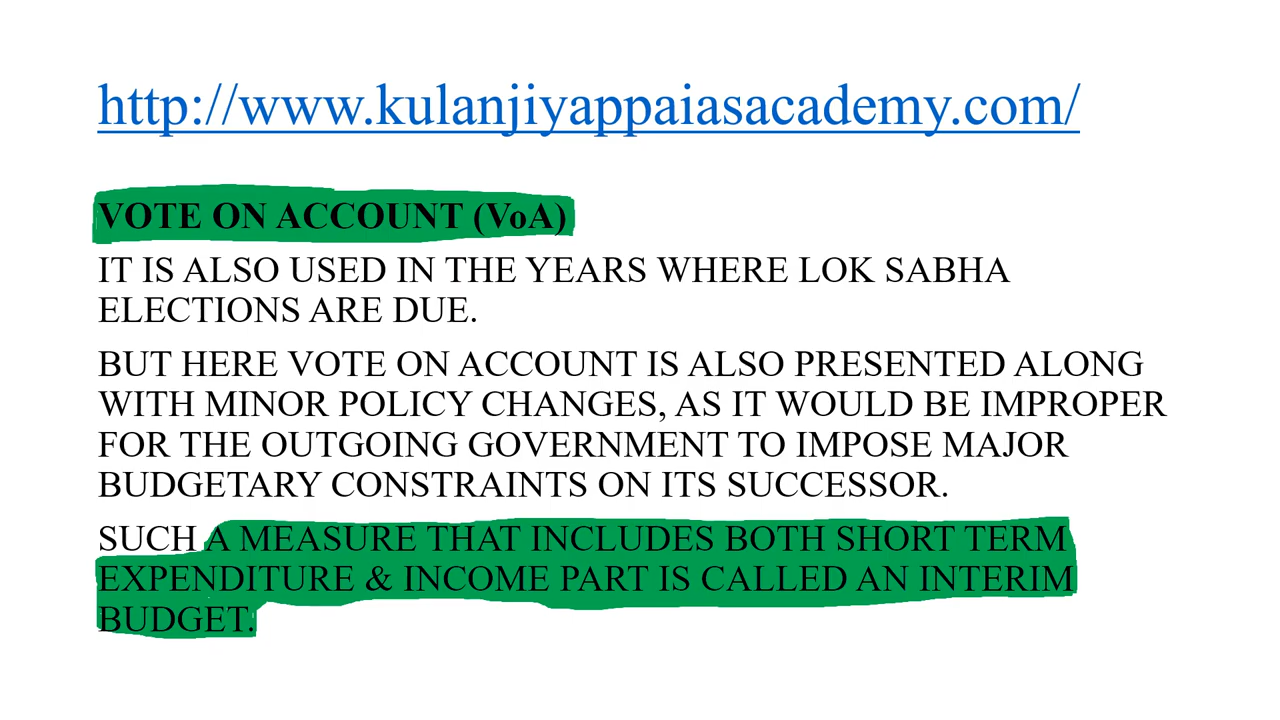 http://www.kulanjiyappaiasacademy.com/
VOTE ON ACCOUNT (VoA)
IT IS ALSO USED IN THE YEARS WHERE LOK SABHA
ELECTIONS ARE DUE.
BUT HERE VOTE ON ACCOUNT IS ALSO PRESENTED ALONG
WITH MINOR POLICY CHANGES, AS IT WOULD BE IMPROPER
FOR THE OUTGOING GOVERNMENT TO IMPOSE MAJOR
BUDGETARY CONSTRAINTS ON ITS SUCCESSOR.
SUCH A MEASURE THAT INCLUDES BOTH SHORT TERM
EXPENDITURE & INCOME PART IS CALLED AN INTERIM
BUDGET.